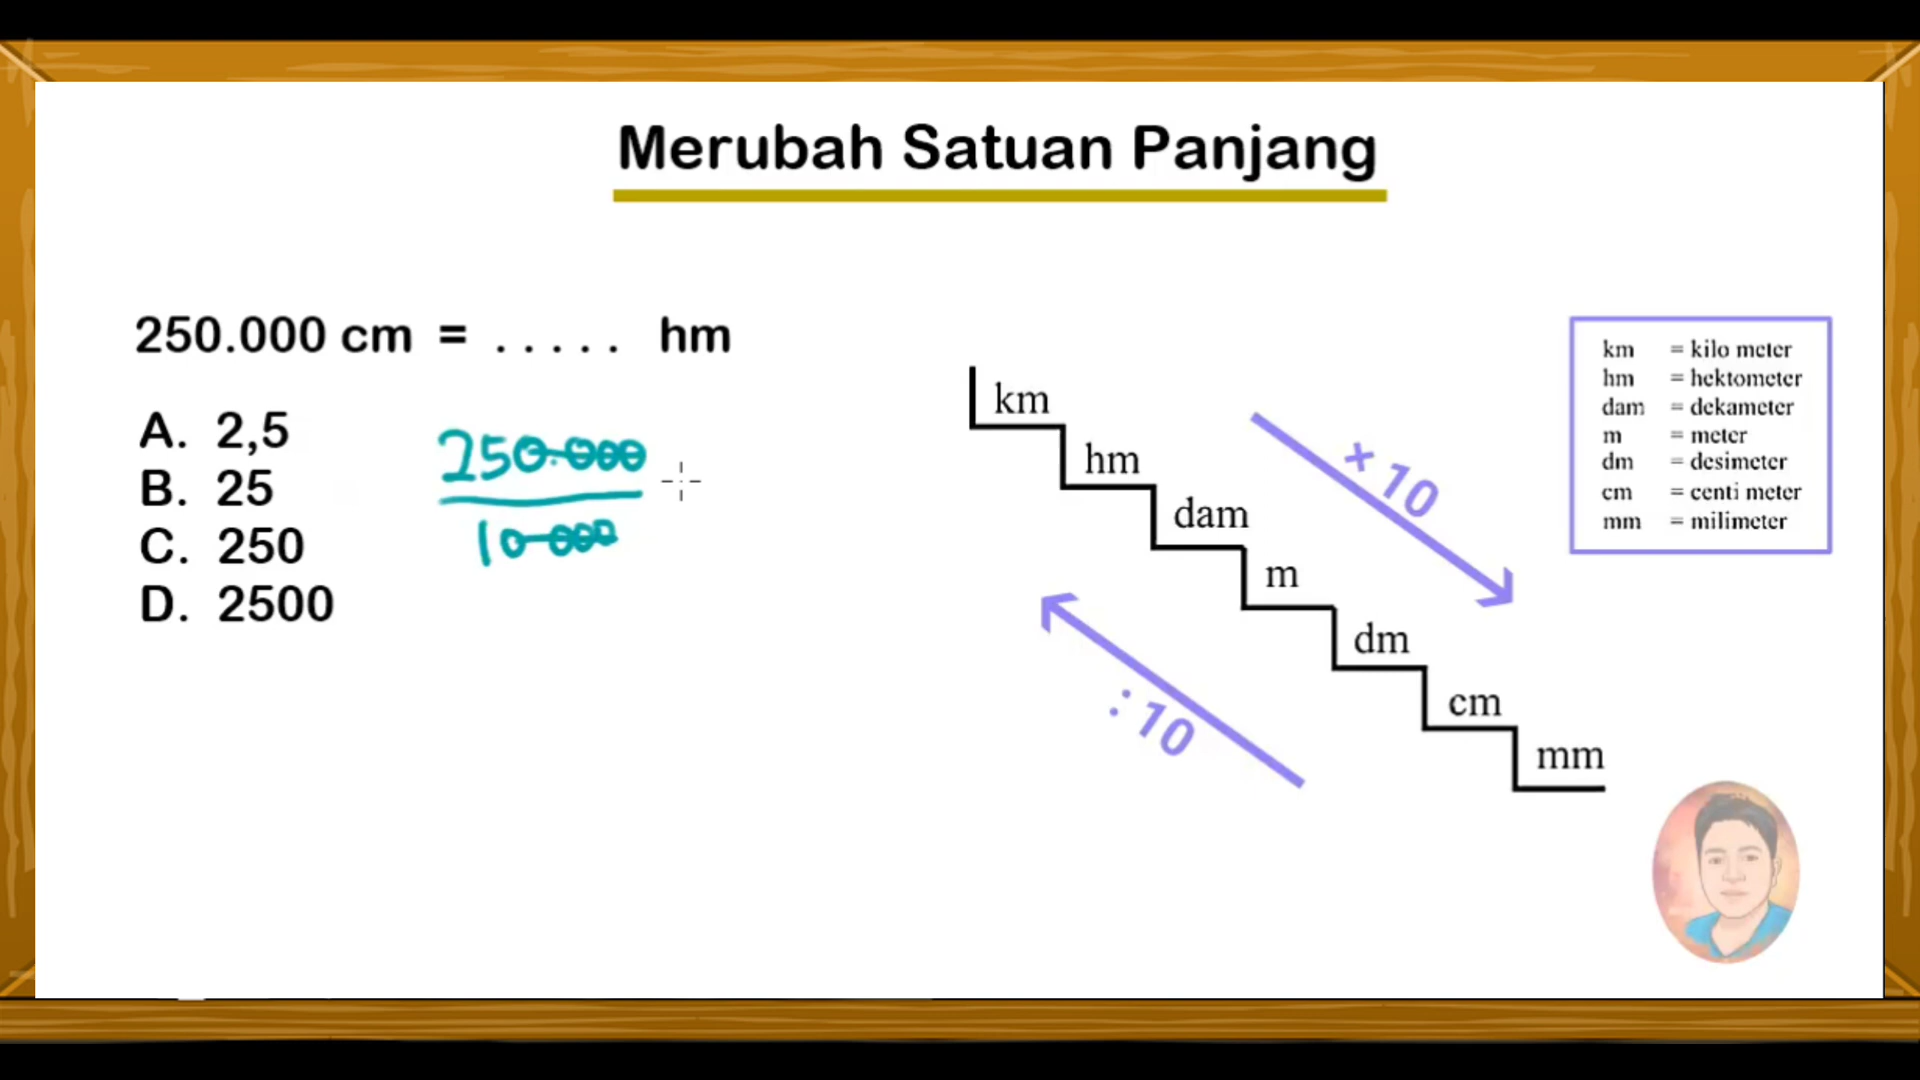 Merubah Satuan Panjang
250.000 cm = ..... hm
A. 2,5
B. 25
C. 250
D. 2500
250.000
10.000
km
hm
dam
m
dm
cm
mm
× 10
: 10
km = kilo meter
hm = hektometer
dam = dekameter
m = meter
dm = desimeter
cm = centi meter
mm = milimeter